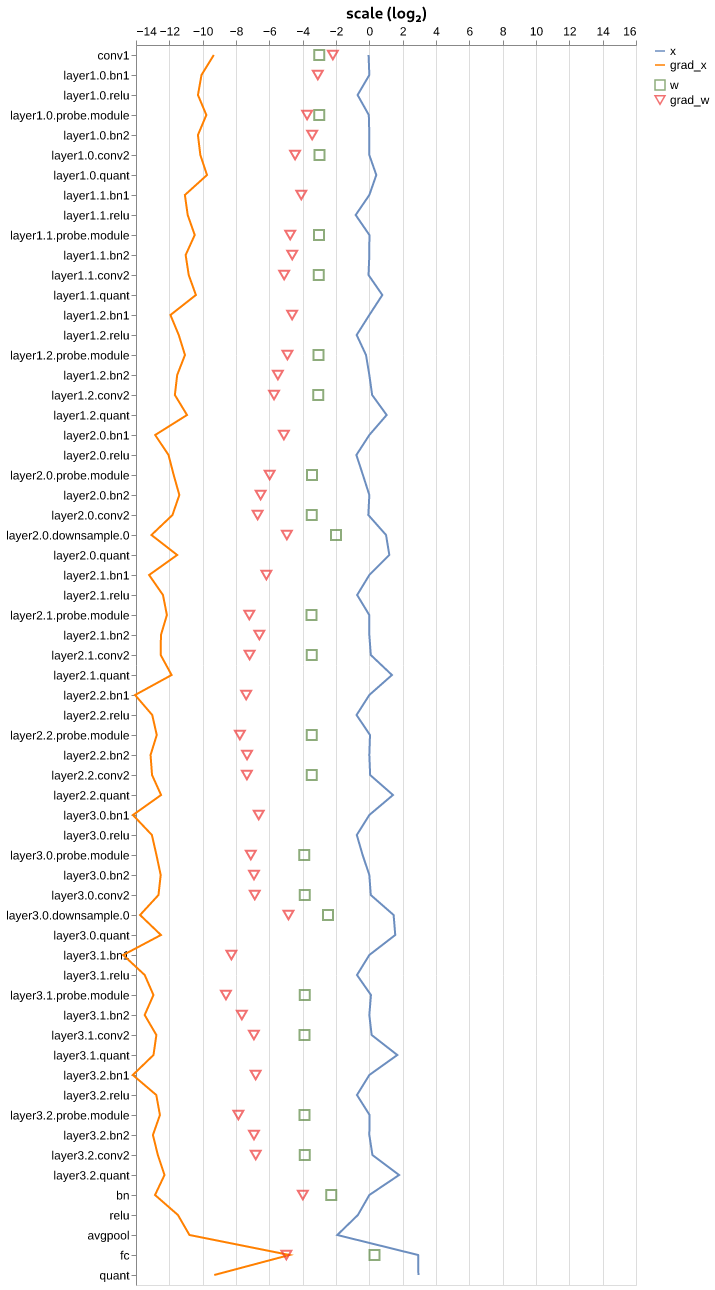 scale (log₂)
−14 −12 −10 −8 −6 −4 −2 0 2 4 6 8 10 12 14 16
x
grad_x
w
grad_w
conv1
layer1.0.bn1
layer1.0.relu
layer1.0.probe.module
layer1.0.bn2
layer1.0.conv2
layer1.0.quant
layer1.1.bn1
layer1.1.relu
layer1.1.probe.module
layer1.1.bn2
layer1.1.conv2
layer1.1.quant
layer1.2.bn1
layer1.2.relu
layer1.2.probe.module
layer1.2.bn2
layer1.2.conv2
layer1.2.quant
layer2.0.bn1
layer2.0.relu
layer2.0.probe.module
layer2.0.bn2
layer2.0.conv2
layer2.0.downsample.0
layer2.0.quant
layer2.1.bn1
layer2.1.relu
layer2.1.probe.module
layer2.1.bn2
layer2.1.conv2
layer2.1.quant
layer2.2.bn1
layer2.2.relu
layer2.2.probe.module
layer2.2.bn2
layer2.2.conv2
layer2.2.quant
layer3.0.bn1
layer3.0.relu
layer3.0.probe.module
layer3.0.bn2
layer3.0.conv2
layer3.0.downsample.0
layer3.0.quant
layer3.1.bn1
layer3.1.relu
layer3.1.probe.module
layer3.1.bn2
layer3.1.conv2
layer3.1.quant
layer3.2.bn1
layer3.2.relu
layer3.2.probe.module
layer3.2.bn2
layer3.2.conv2
layer3.2.quant
bn
relu
avgpool
fc
quant